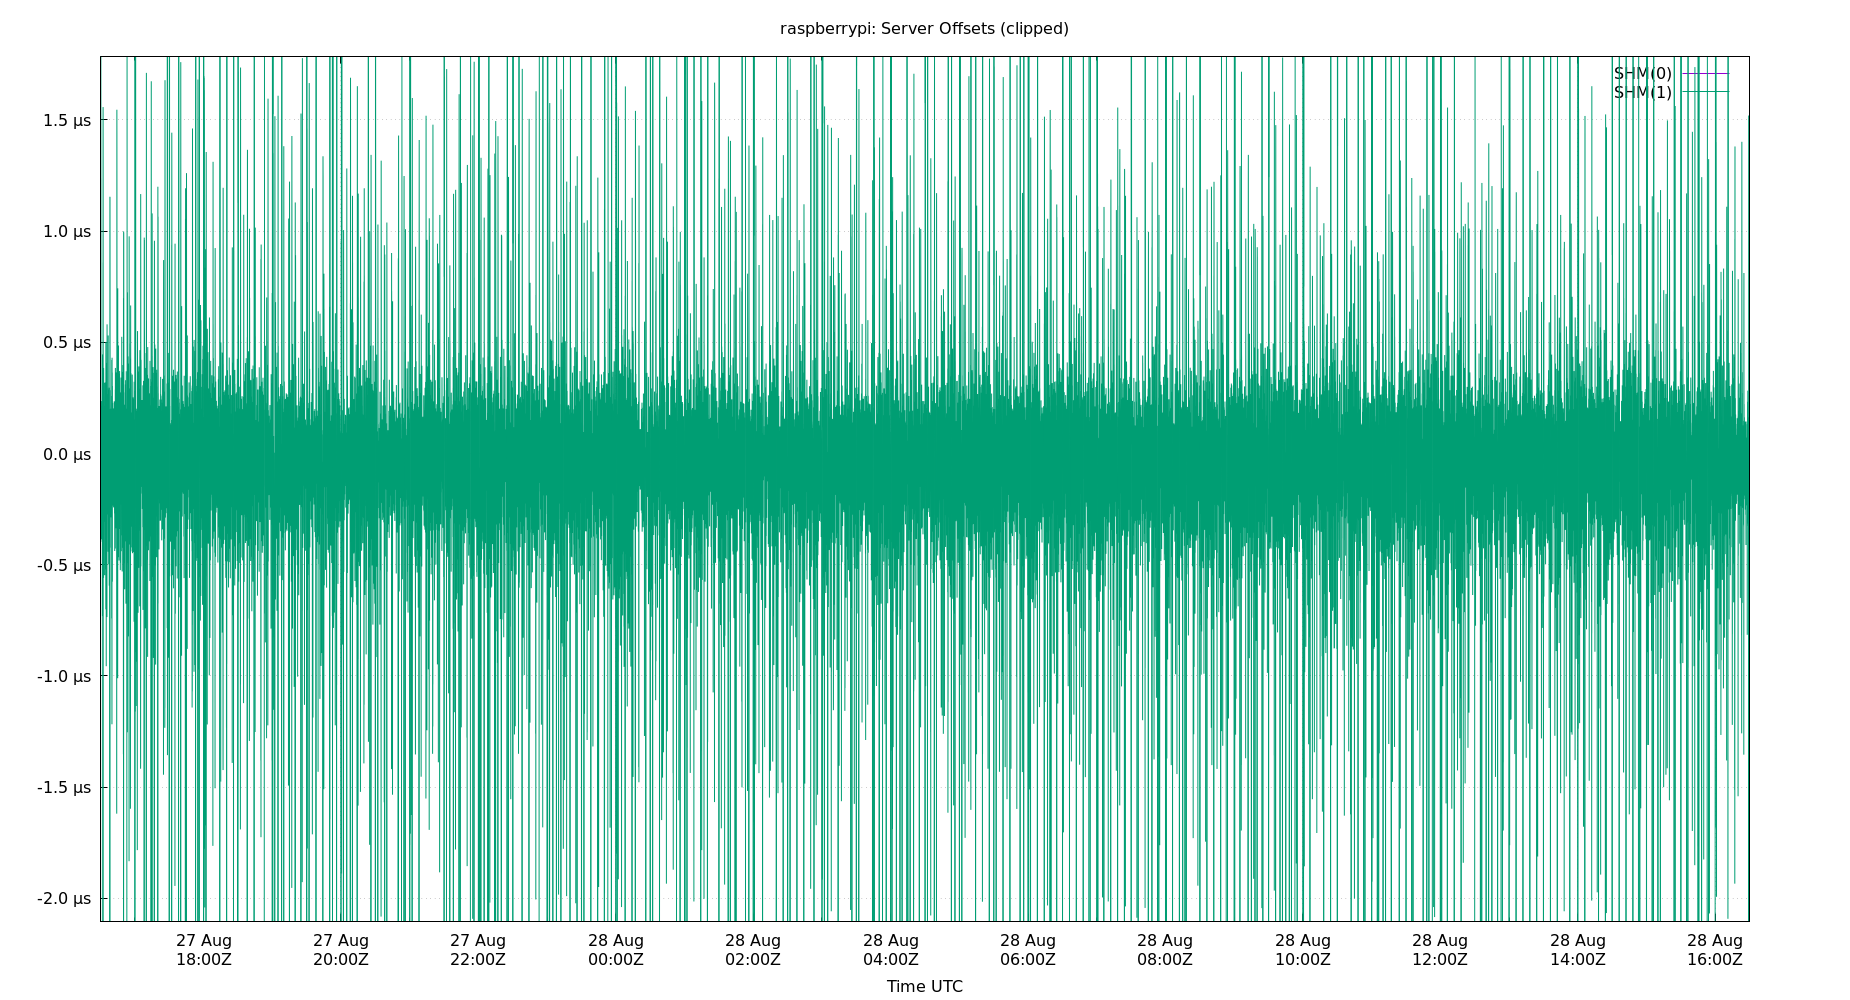 raspberrypi: Server Offsets (clipped)
SHM(0)
SHM(1)
1.5 µs
1.0 µs
0.5 µs
0.0 µs
-0.5 µs
-1.0 µs
-1.5 µs
-2.0 µs
27 Aug 27 Aug 27 Aug 28 Aug 28 Aug 28 Aug 28 Aug 28 Aug 28 Aug 28 Aug 28 Aug 28 Aug
18:00Z 20:00Z 22:00Z 00:00Z 02:00Z 04:00Z 06:00Z 08:00Z 10:00Z 12:00Z 14:00Z 16:00Z
Time UTC